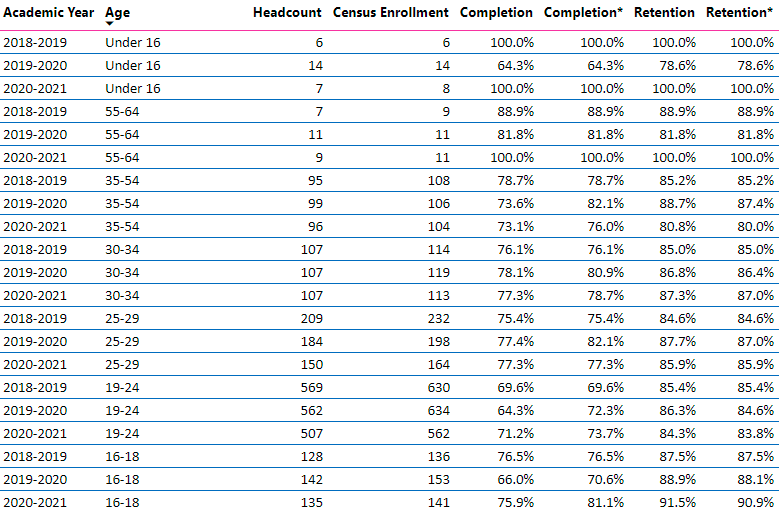 Academic Year Age Headcount Census Enrollment Completion Completion* Retention Retention*
2018-2019 Under 16 6 6 100.0% 100.0% 100.0% 100.0%
2019-2020 Under 16 14 14 64.3% 64.3% 78.6% 78.6%
2020-2021 Under 16 7 8 100.0% 100.0% 100.0% 100.0%
2018-2019 55-64 7 9 88.9% 88.9% 88.9% 88.9%
2019-2020 55-64 11 11 81.8% 81.8% 81.8% 81.8%
2020-2021 55-64 9 11 100.0% 100.0% 100.0% 100.0%
2018-2019 35-54 95 108 78.7% 78.7% 85.2% 85.2%
2019-2020 35-54 99 106 73.6% 82.1% 88.7% 87.4%
2020-2021 35-54 96 104 73.1% 76.0% 80.8% 80.0%
2018-2019 30-34 107 114 76.1% 76.1% 85.0% 85.0%
2019-2020 30-34 107 119 78.1% 80.9% 86.8% 86.4%
2020-2021 30-34 107 113 77.3% 78.7% 87.3% 87.0%
2018-2019 25-29 209 232 75.4% 75.4% 84.6% 84.6%
2019-2020 25-29 184 198 77.4% 82.1% 87.7% 87.0%
2020-2021 25-29 150 164 77.3% 77.3% 85.9% 85.9%
2018-2019 19-24 569 630 69.6% 69.6% 85.4% 85.4%
2019-2020 19-24 562 634 64.3% 72.3% 86.3% 84.6%
2020-2021 19-24 507 562 71.2% 73.7% 84.3% 83.8%
2018-2019 16-18 128 136 76.5% 76.5% 87.5% 87.5%
2019-2020 16-18 142 153 66.0% 70.6% 88.9% 88.1%
2020-2021 16-18 135 141 75.9% 81.1% 91.5% 90.9%